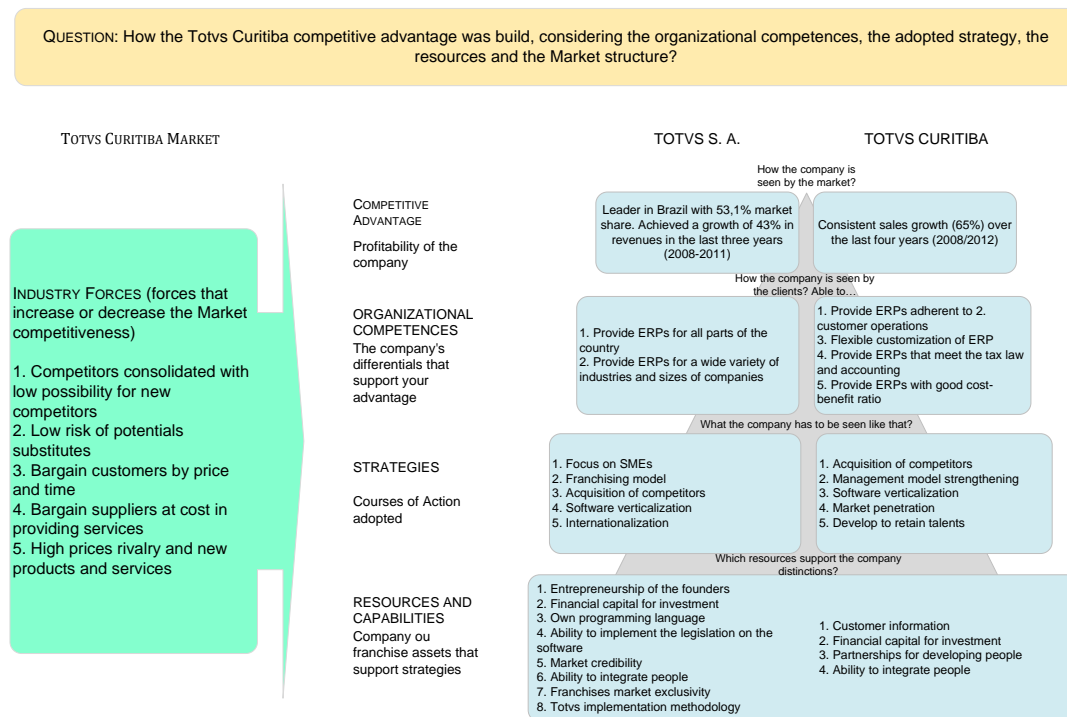 QUESTION: How the Totvs Curitiba competitive advantage was build, considering the organizational competences, the adopted strategy, the
resources and the Market structure?
TOTVS CURITIBA MARKET
TOTVS S. A.
TOTVS CURITIBA
INDUSTRY FORCES (forces that
increase or decrease the Market
competitiveness)
1. Competitors consolidated with
low possibility for new
competitors
2. Low risk of potentials
substitutes
3. Bargain customers by price
and time
4. Bargain suppliers at cost in
providing services
5. High prices rivalry and new
products and services
How the company is
seen by the market?
COMPETITIVE
ADVANTAGE
Profitability of the
company
Leader in Brazil with 53,1% market
share. Achieved a growth of 43% in
revenues in the last three years
(2008-2011)
Consistent sales growth (65%) over
the last four years (2008/2012)
How the company is seen by
the clients? Able to…
ORGANIZATIONAL
COMPETENCES
The company's
differentials that
support your
advantage
1. Provide ERPs for all parts of the
country
2. Provide ERPs for a wide variety of
industries and sizes of companies
1. Provide ERPs adherent to 2.
customer operations
3. Flexible customization of ERP
4. Provide ERPs that meet the tax law
and accounting
5. Provide ERPs with good cost-
benefit ratio
What the company has to be seen like that?
STRATEGIES
Courses of Action
adopted
1. Focus on SMEs
2. Franchising model
3. Acquisition of competitors
4. Software verticalization
5. Internationalization
1. Acquisition of competitors
2. Management model strengthening
3. Software verticalization
4. Market penetration
5. Develop to retain talents
Which resources support the company
distinctions?
RESOURCES AND
CAPABILITIES
Company ou
franchise assets that
support strategies
1. Entrepreneurship of the founders
2. Financial capital for investment
3. Own programming language
4. Ability to implement the legislation on the
software
5. Market credibility
6. Ability to integrate people
7. Franchises market exclusivity
8. Totvs implementation methodology
1. Customer information
2. Financial capital for investment
3. Partnerships for developing people
4. Ability to integrate people